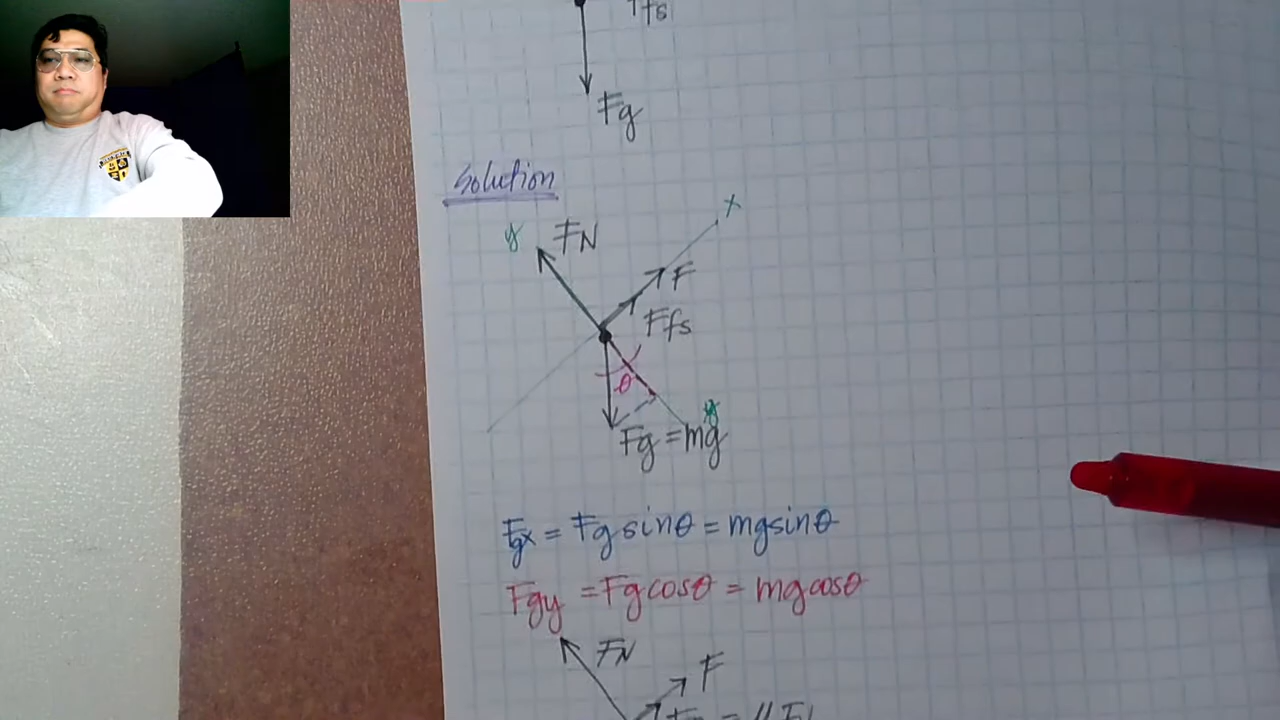 Ffs
Fg
Solution
x
y FN
F
Ffs
θ
y
Fg = mg
Fgx = Fg sinθ = mg sinθ
Fgy = Fg cosθ = mg cosθ
FN
F